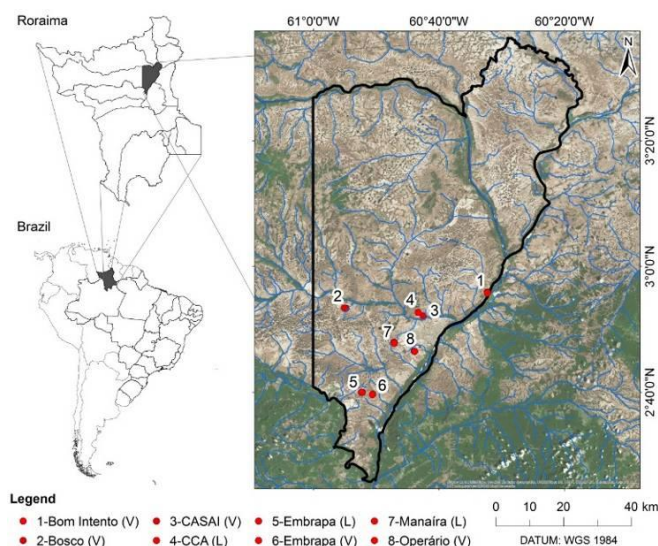 Roraima
Brazil
61°0'0"W 60°40'0"W 60°20'0"W
N
3°20'0"N
3°0'0"N
2°40'0"N
1
2
4
3
7
8
5
6
Legend
1-Bom Intento (V) 3-CASAI (V) 5-Embrapa (L) 7-Manaíra (L)
2-Bosco (V) 4-CCA (L) 6-Embrapa (V) 8-Operário (V)
0 10 20 40 km
DATUM: WGS 1984